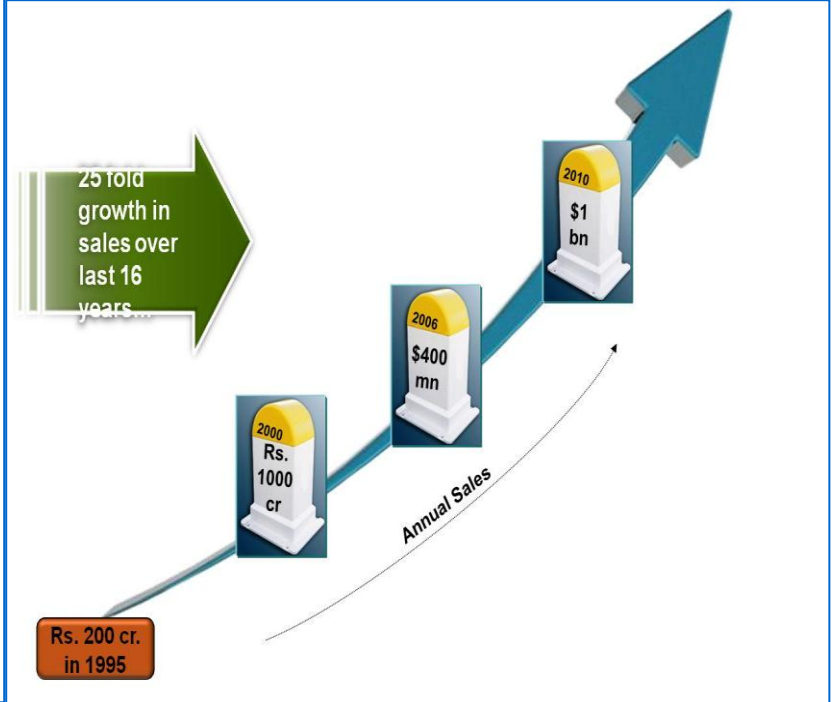 25 fold
growth in
sales over
last 16
years...
2010
$1
bn
2006
$400
mn
2000
Rs.
1000
cr
Annual Sales
Rs. 200 cr.
in 1995